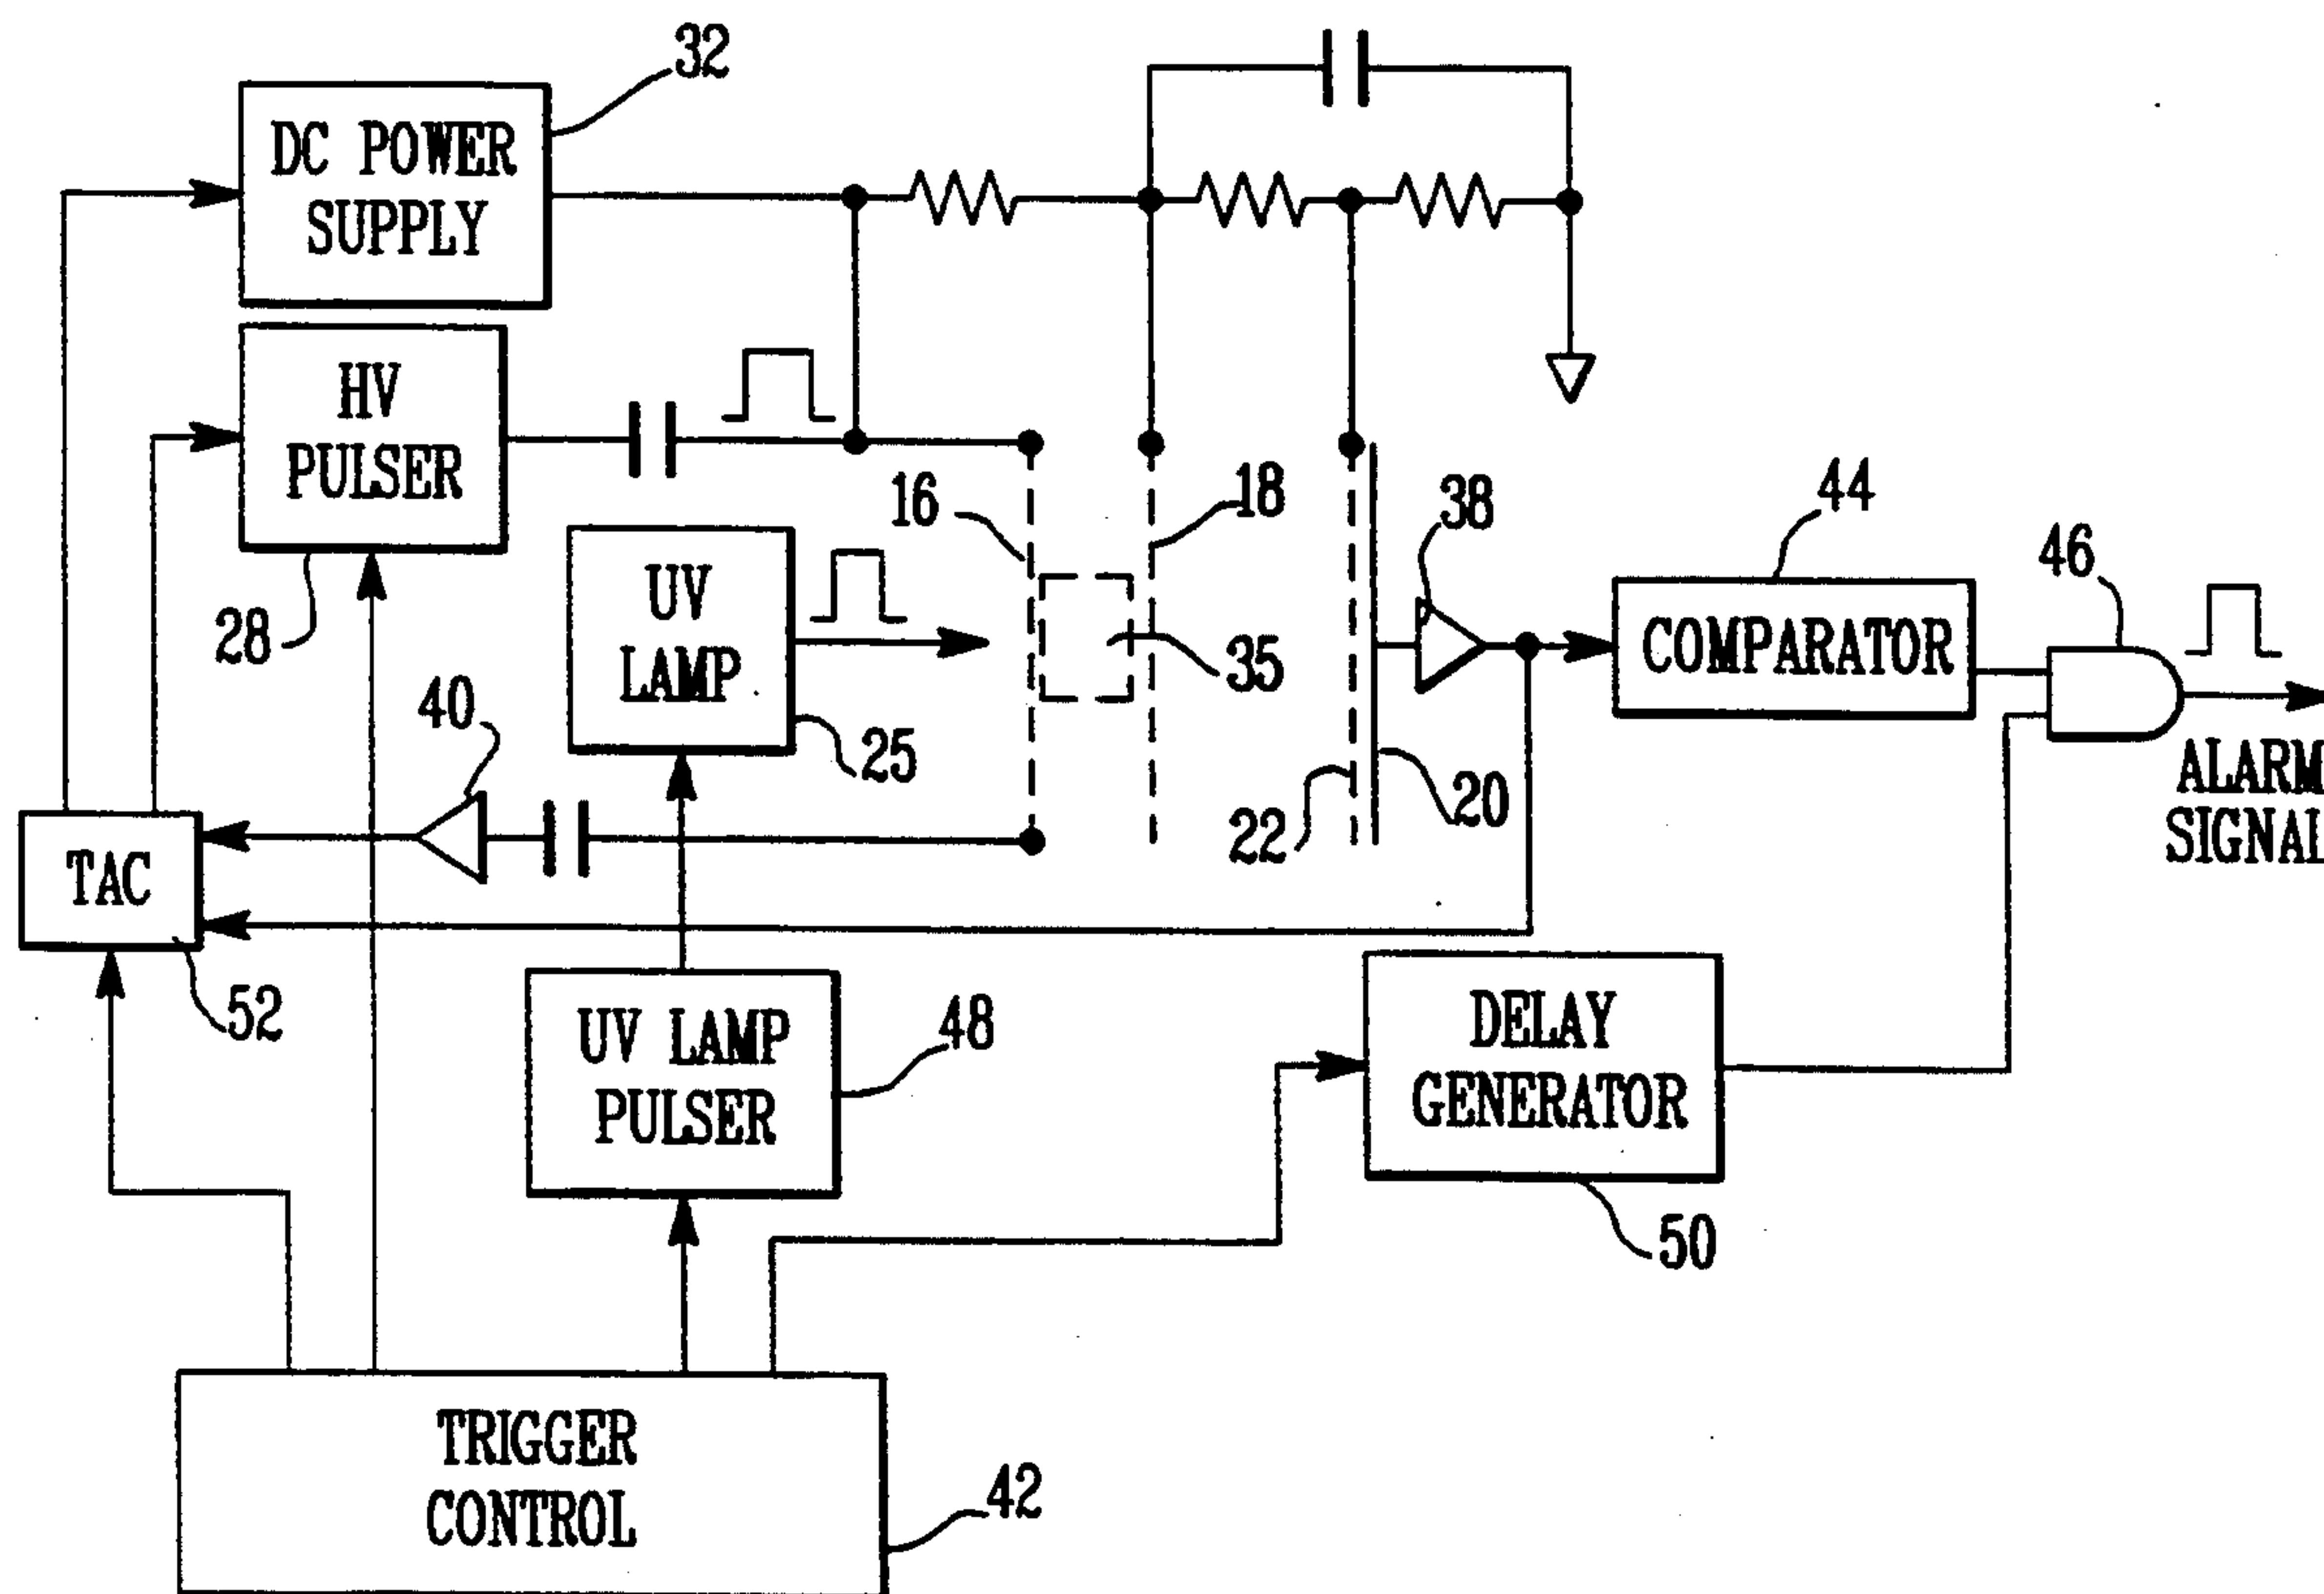 32
DC POWER
SUPPLY
HV
PULSER
28
16
18
38
44
46
UV
LAMP
35
COMPARATOR
40
25
22
20
ALARM
SIGNAL
TAC
52
UV LAMP
PULSER
48
DELAY
GENERATOR
50
TRIGGER
CONTROL
42